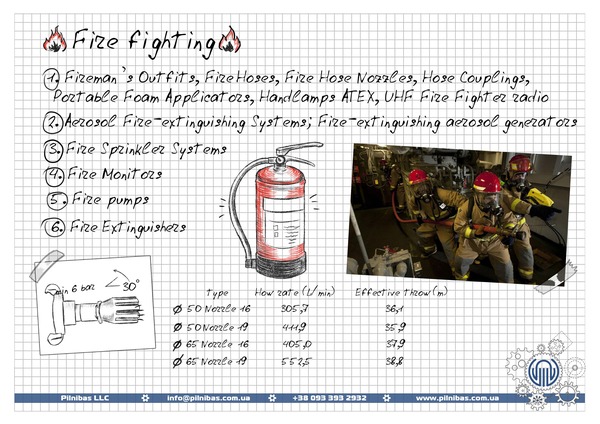 Fire fighting
1. Fireman's Outfits, Fire Hoses, Fire Hose Nozzles, Hose Couplings,
Portable Foam Applicators, Handlamps ATEX, UHF Fire Fighter radio
2. Aerosol Fire-extinguishing Systems; Fire-extinguishing aerosol generators
3. Fire Sprinkler Systems
4. Fire Monitors
5. Fire pumps
6. Fire Extinguishers
min 6 bar 30°
type How rate (L/min) Effective throw (m)
Ø 50 Nozzle 16 305,7 36,1
Ø 50 Nozzle 19 411,9 35,9
Ø 65 Nozzle 16 405,0 37,9
Ø 65 Nozzle 19 552,5 38,8
Pilnibas LLC info@pilnibas.com.ua +38 093 393 2932 www.pilnibas.com.ua